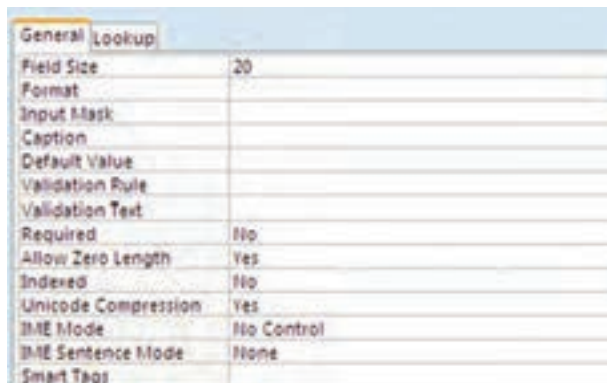 General Lookup
Field Size 20
Format
Input Mask
Caption
Default Value
Validation Rule
Validation Text
Required No
Allow Zero Length Yes
Indexed No
Unicode Compression Yes
IME Mode No Control
IME Sentence Mode None
Smart Tags